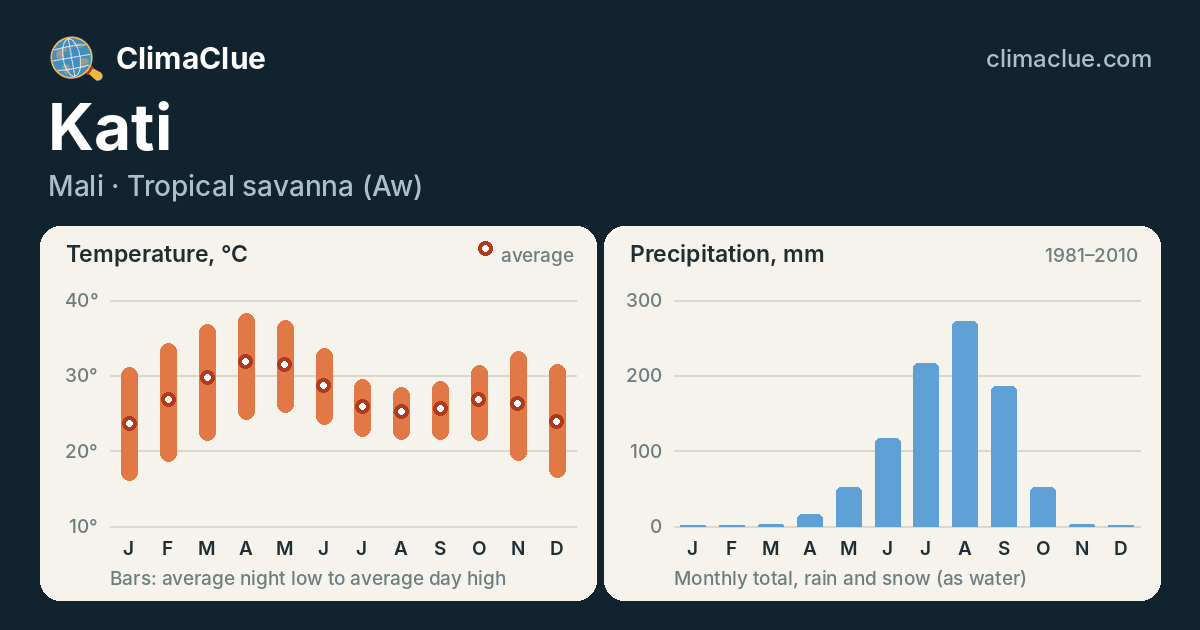 ClimaClue
climaclue.com
Kati
Mali · Tropical savanna (Aw)
Temperature, °C
average
40°
30°
20°
10°
J F M A M J J A S O N D
Bars: average night low to average day high
Precipitation, mm
1981–2010
300
200
100
0
J F M A M J J A S O N D
Monthly total, rain and snow (as water)